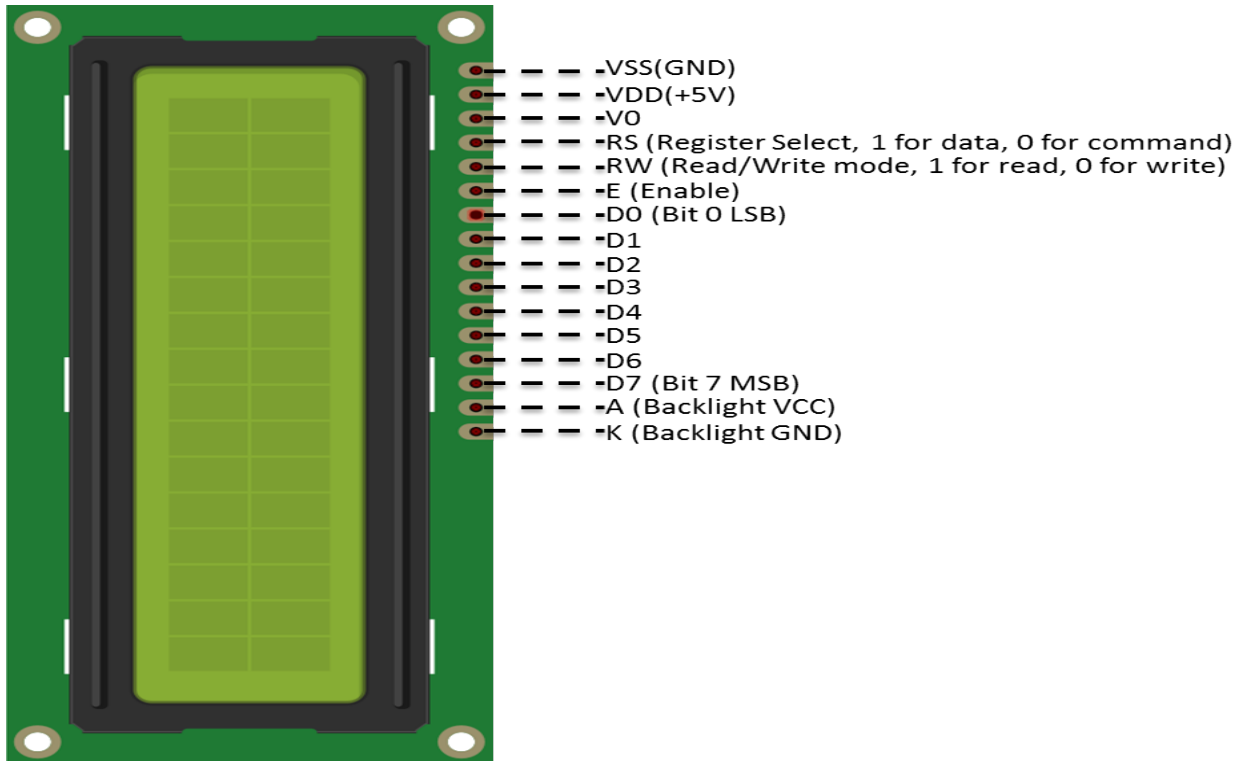 VSS(GND)
VDD(+5V)
V0
RS (Register Select, 1 for data, 0 for command)
RW (Read/Write mode, 1 for read, 0 for write)
E (Enable)
D0 (Bit 0 LSB)
D1
D2
D3
D4
D5
D6
D7 (Bit 7 MSB)
A (Backlight VCC)
K (Backlight GND)